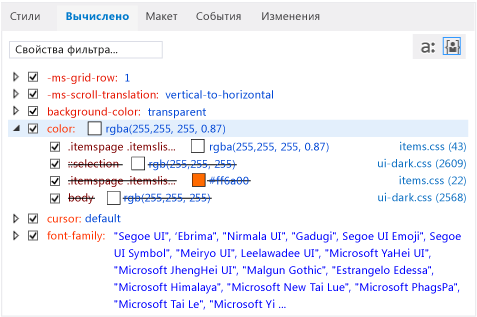 Стили Вычислено Макет События Изменения
Свойства фильтра...
a:
-ms-grid-row: 1
-ms-scroll-translation: vertical-to-horizontal
background-color: transparent
color: rgba(255,255, 255, 0.87)
.itemspage .itemslis... rgba(255,255, 255, 0.87) items.css (43)
::selection rgb(255,255, 255) ui-dark.css (2609)
.itemspage .itemslis... #ff6a00 items.css (22)
body rgb(255,255, 255) ui-dark.css (2568)
cursor: default
font-family: "Segoe UI", 'Ebrima", "Nirmala UI", "Gadugi", Segoe UI Emoji", Segoe
UI Symbol", "Meiryo UI, Leelawadee UI", "Microsoft YaHei UI",
"Microsoft JhengHei UI", "Malgun Gothic", "Estrangelo Edessa",
"Microsoft Himalaya", "Microsoft New Tai Lue", "Microsoft PhagsPa",
"Microsoft Tai Le", "Microsoft Yi ...